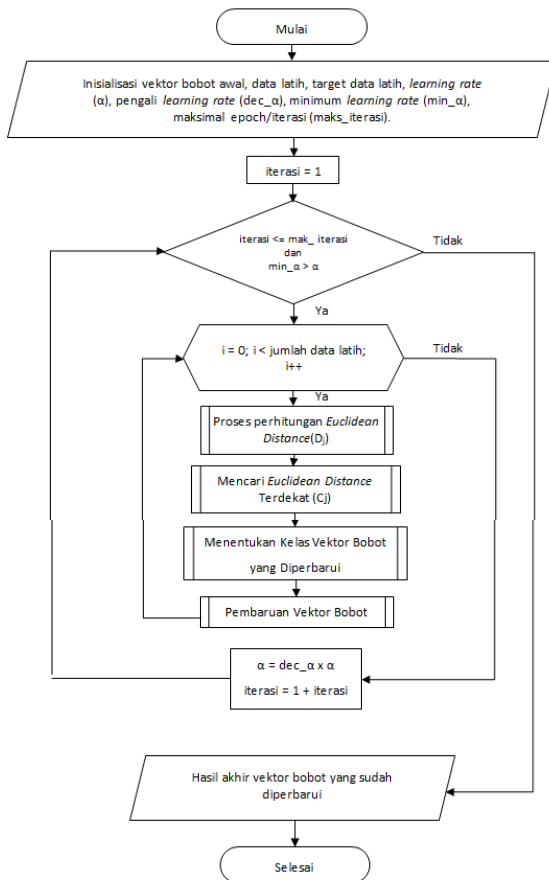 Mulai
Inisialisasi vektor bobot awal, data latih, target data latih, learning rate
(α), pengali learning rate (dec_α), minimum learning rate (min_α),
maksimal epoch/iterasi (maks_iterasi).
iterasi = 1
iterasi <= mak_ iterasi
dan
min_α > α
Tidak
Ya
i = 0; i < jumlah data latih;
i++
Tidak
Ya
Proses perhitungan Euclidean
Distance(Dj)
Mencari Euclidean Distance
Terdekat (Cj)
Menentukan Kelas Vektor Bobot
yang Diperbarui
Pembaruan Vektor Bobot
α = dec_α x α
iterasi = 1 + iterasi
Hasil akhir vektor bobot yang sudah
diperbarui
Selesai